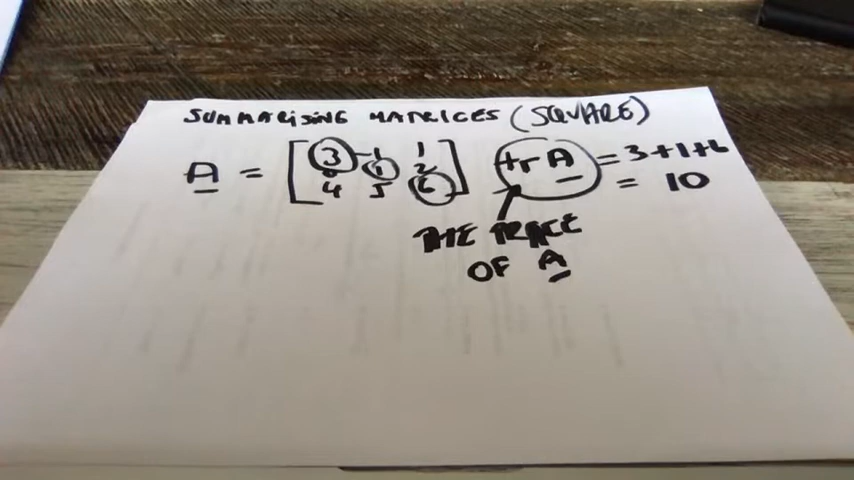 SUMMARISING MATRICES (SQUARE)
A = [ 3 -1 1
0 1 2
4 5 6 ]
tr A = 3+1+6
= 10
THE TRACE
OF A